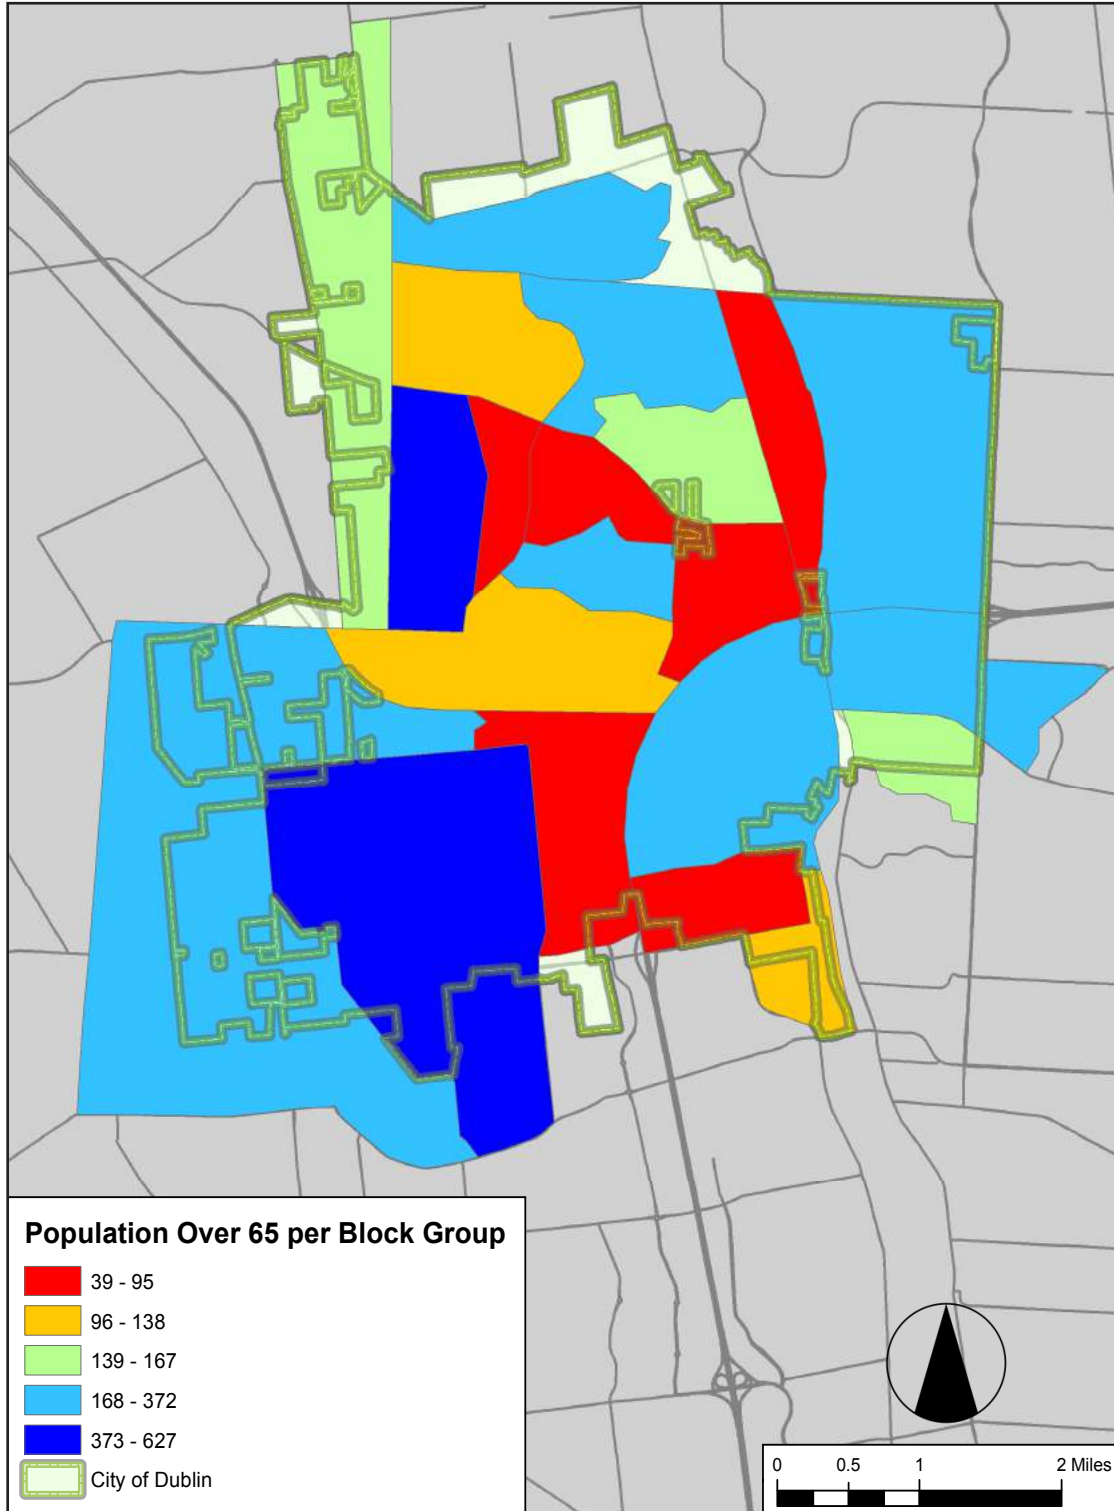 Population Over 65 per Block Group
39 - 95
96 - 138
139 - 167
168 - 372
373 - 627
City of Dublin
0 0.5 1 2 Miles